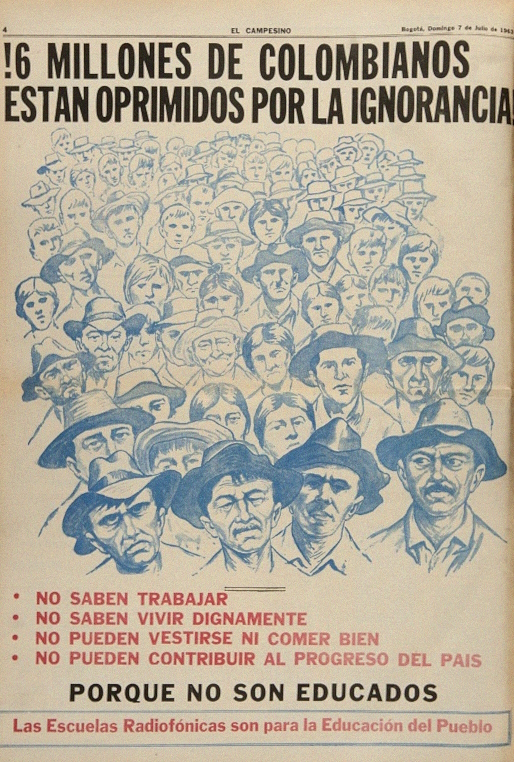 4
EL CAMPESINO
Bogotá, Domingo 7 de Julio de 1963
!6 MILLONES DE COLOMBIANOS
ESTAN OPRIMIDOS POR LA IGNORANCIA!
• NO SABEN TRABAJAR
• NO SABEN VIVIR DIGNAMENTE
• NO PUEDEN VESTIRSE NI COMER BIEN
• NO PUEDEN CONTRIBUIR AL PROGRESO DEL PAIS
PORQUE NO SON EDUCADOS
Las Escuelas Radiofónicas son para la Educación del Pueblo